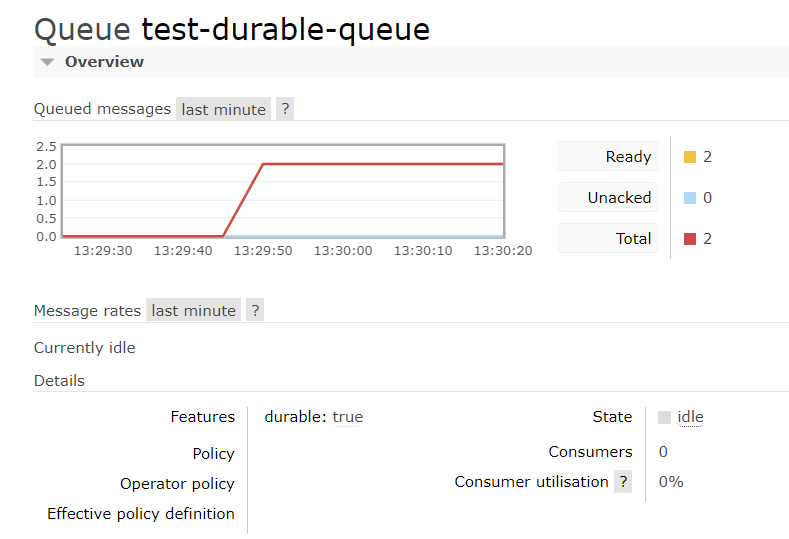 Queue test-durable-queue
Overview
Queued messages last minute ?
2.5
2.0
1.5
1.0
0.5
0.0
13:29:30 13:29:40 13:29:50 13:30:00 13:30:10 13:30:20
Ready 2
Unacked 0
Total 2
Message rates last minute ?
Currently idle
Details
Features durable: true
Policy
Operator policy
Effective policy definition
State idle
Consumers 0
Consumer utilisation ? 0%